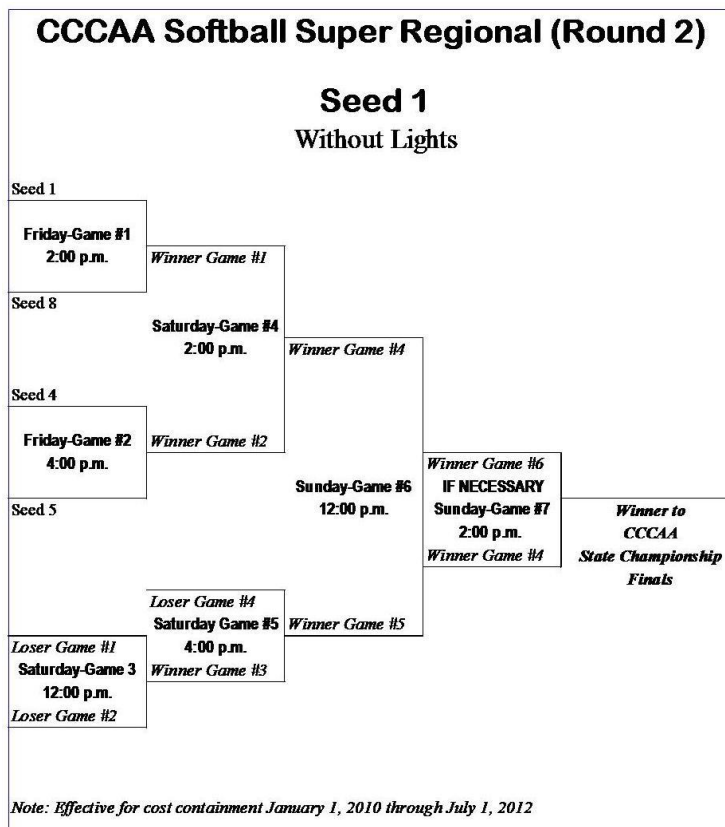 CCCAA Softball Super Regional (Round 2)
Seed 1
Without Lights
Seed 1
Friday-Game #1
2:00 p.m.
Winner Game #1
Seed 8
Saturday-Game #4
2:00 p.m.
Winner Game #4
Seed 4
Friday-Game #2
4:00 p.m.
Winner Game #2
Seed 5
Sunday-Game #6
12:00 p.m.
Winner Game #6
IF NECESSARY
Sunday-Game #7
2:00 p.m.
Winner Game #4
Winner to
CCCAA
State Championship
Finals
Loser Game #4
Saturday Game #5
4:00 p.m.
Winner Game #3
Winner Game #5
Loser Game #1
Saturday-Game 3
12:00 p.m.
Loser Game #2
Note: Effective for cost containment January 1, 2010 through July 1, 2012